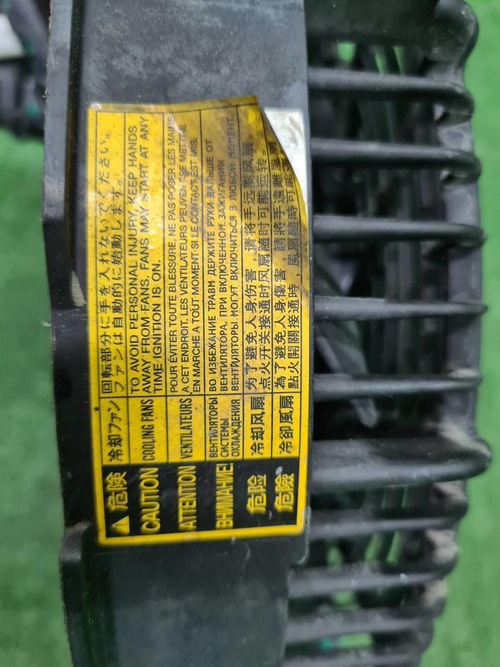 ⚠危険
冷却ファン
回転部分に手を入れないでください。
ファンは自動的に始動します。
CAUTION
COOLING FANS
TO AVOID PERSONAL INJURY, KEEP HANDS
AWAY FROM FANS. FANS MAY START AT ANY
TIME IGNITION IS ON.
ATTENTION
VENTILATEURS
POUR ÉVITER TOUTE BLESSURE, NE PAS POSER LES MAINS
A CET ENDROIT. LES VENTILATEURS PEUVENT SE METTRE
EN MARCHE A TOUT MOMENT SI LE CONTACT EST MIS.
ВНИМАНИЕ
ВЕНТИЛЯТОРЫ
СИСТЕМЫ
ОХЛАЖДЕНИЯ
ВО ИЗБЕЖАНИЕ ТРАВМ ДЕРЖИТЕ РУКИ ДАЛЬШЕ ОТ
ВЕНТИЛЯТОРА. ПРИ ВКЛЮЧЕННОМ ЗАЖИГАНИИ
ВЕНТИЛЯТОРЫ МОГУТ ВКЛЮЧИТЬСЯ В ЛЮБОЙ МОМЕНТ.
危险
冷却风扇
为了避免人身伤害，请将手远离风扇。
点火开关接通时风扇随时可能运转。
危險
冷卻風扇
為了避免人身傷害，請將手遠離風扇。
點火開關接通時，風扇隨時可能